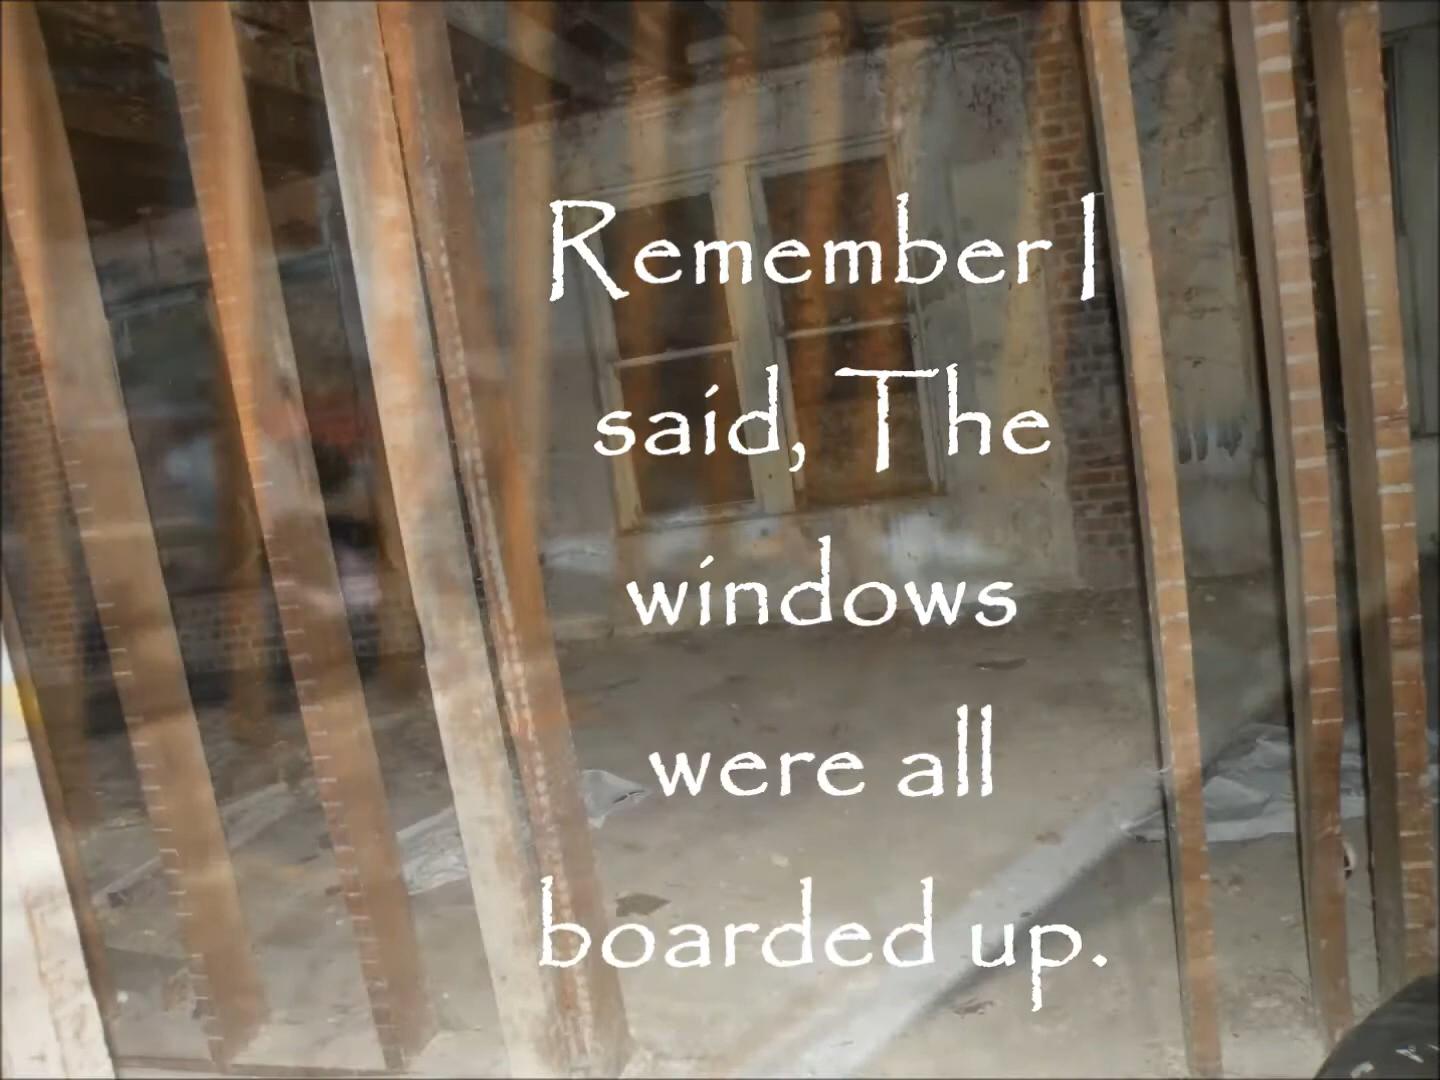 Remember I
said, The
windows
were all
boarded up.